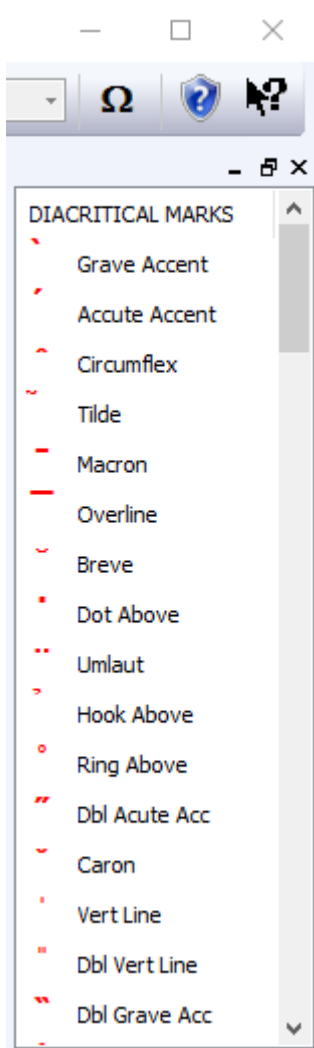 Ω
DIACRITICAL MARKS
Grave Accent
Accute Accent
Circumflex
Tilde
Macron
Overline
Breve
Dot Above
Umlaut
Hook Above
Ring Above
Dbl Acute Acc
Caron
Vert Line
Dbl Vert Line
Dbl Grave Acc